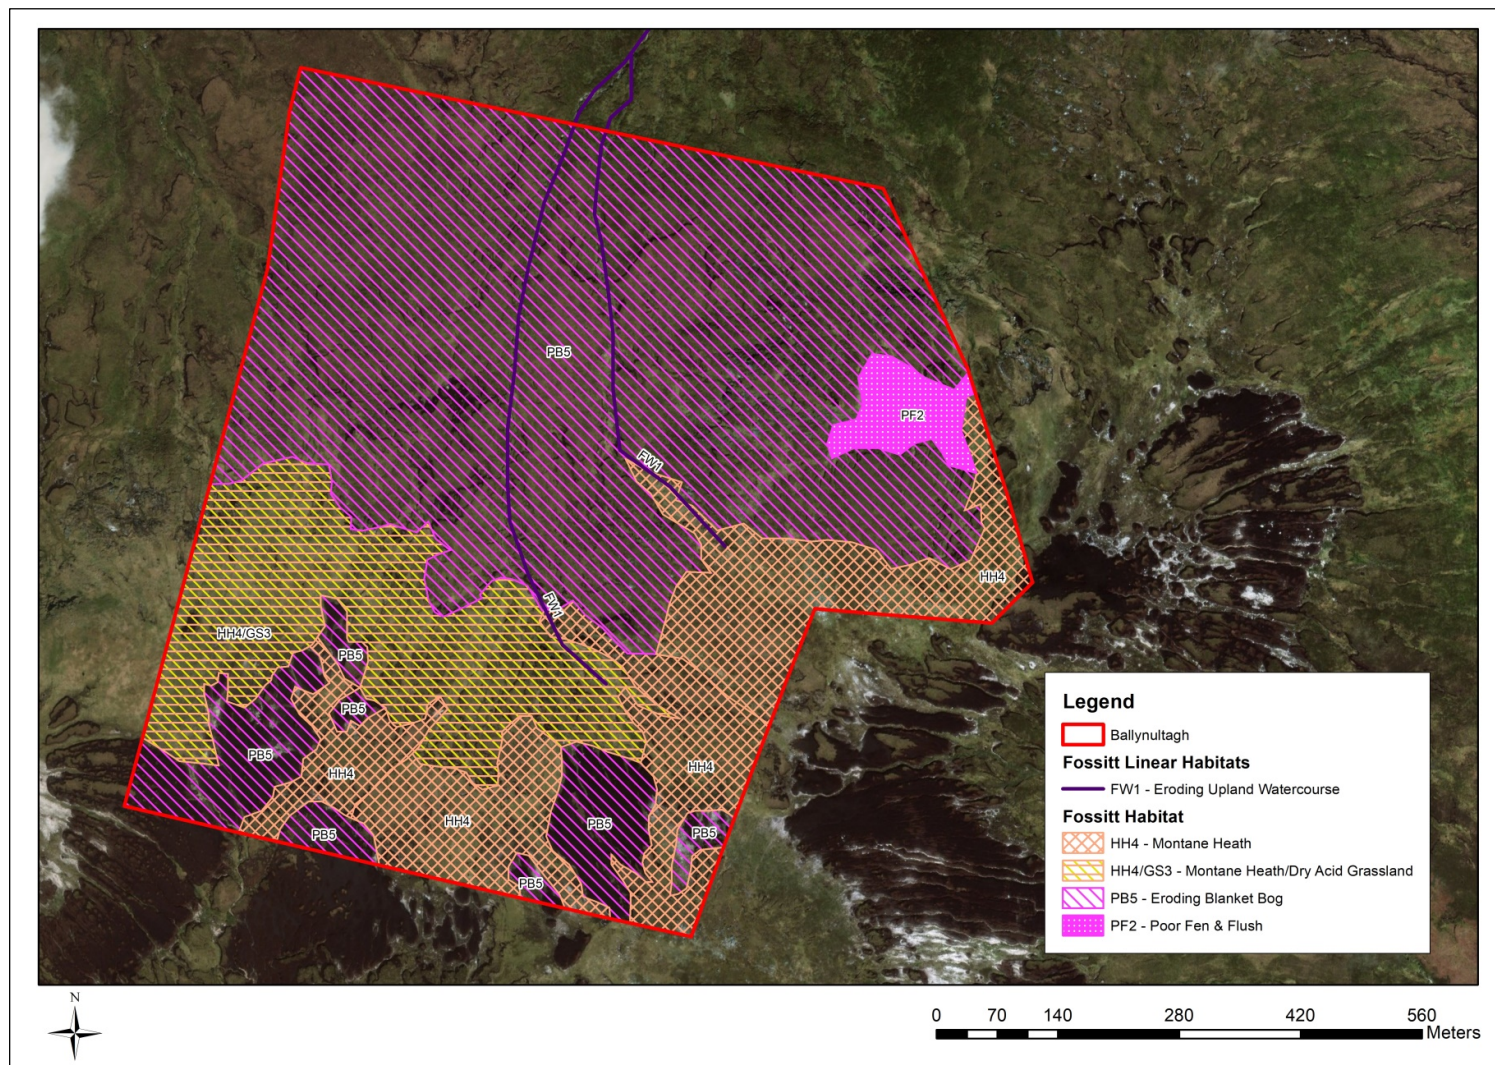 PB5
PF2
FW1
HH4
FW1
HH4/GS3
PB5
PB5
PB5
HH4
HH4
HH4
PB5
PB5
PB5
PB5
Legend
Ballynultagh
Fossitt Linear Habitats
FW1 - Eroding Upland Watercourse
Fossitt Habitat
HH4 - Montane Heath
HH4/GS3 - Montane Heath/Dry Acid Grassland
PB5 - Eroding Blanket Bog
PF2 - Poor Fen & Flush
N
0 70 140 280 420 560
Meters